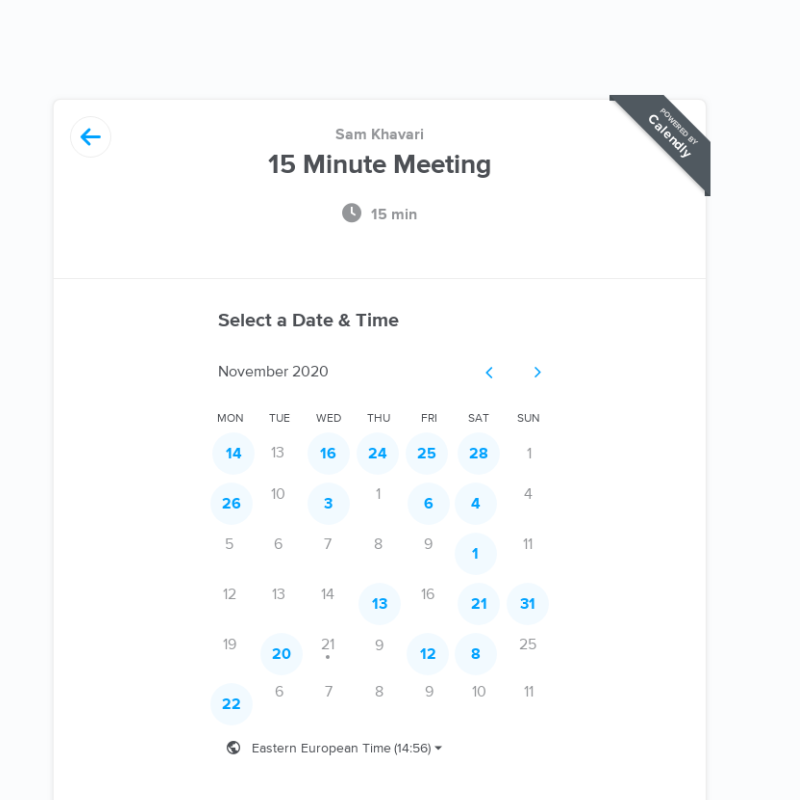 POWERED BY
Calendly
Sam Khavari
15 Minute Meeting
15 min
Select a Date & Time
November 2020
MON TUE WED THU FRI SAT SUN
14 13 16 24 25 28 1
26 10 3 1 6 4 4
5 6 7 8 9 1 11
12 13 14 13 16 21 31
19 20 21 9 12 8 25
22 6 7 8 9 10 11
Eastern European Time (14:56)